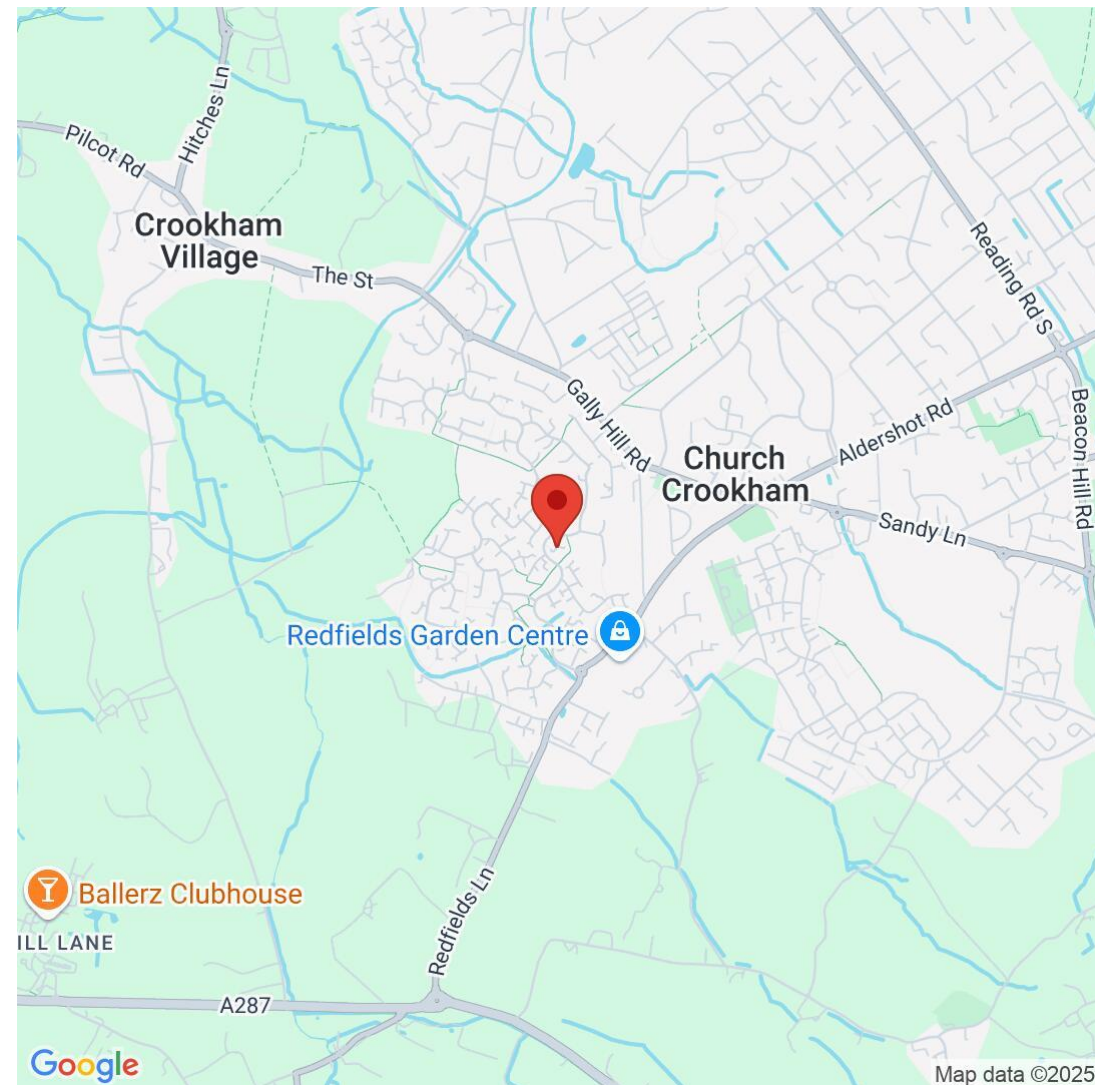 Hitches Ln
Pilcot Rd
Crookham
Village
The St
Reading Rd S
Gally Hill Rd
Aldershot Rd
Beacon Hill Rd
Church
Crookham
Sandy Ln
Redfields Garden Centre
Ballerz Clubhouse
ILL LANE
Redfields Ln
A287
Google
Map data ©2025